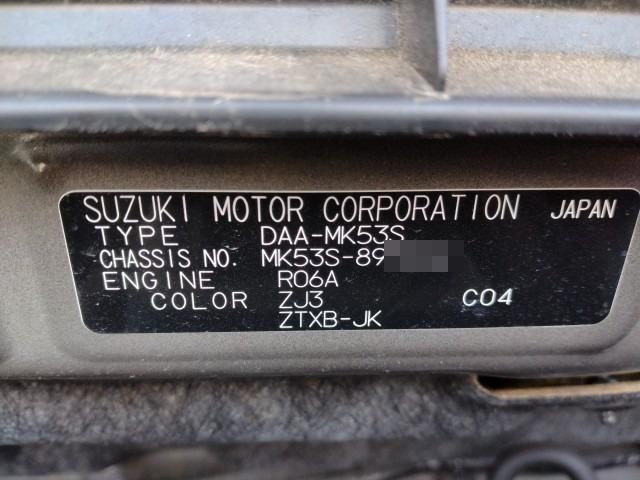 SUZUKI MOTOR CORPORATION JAPAN
TYPE DAA-MK53S
CHASSIS NO. MK53S-89
ENGINE R06A
COLOR ZJ3 C04
ZTXB-JK